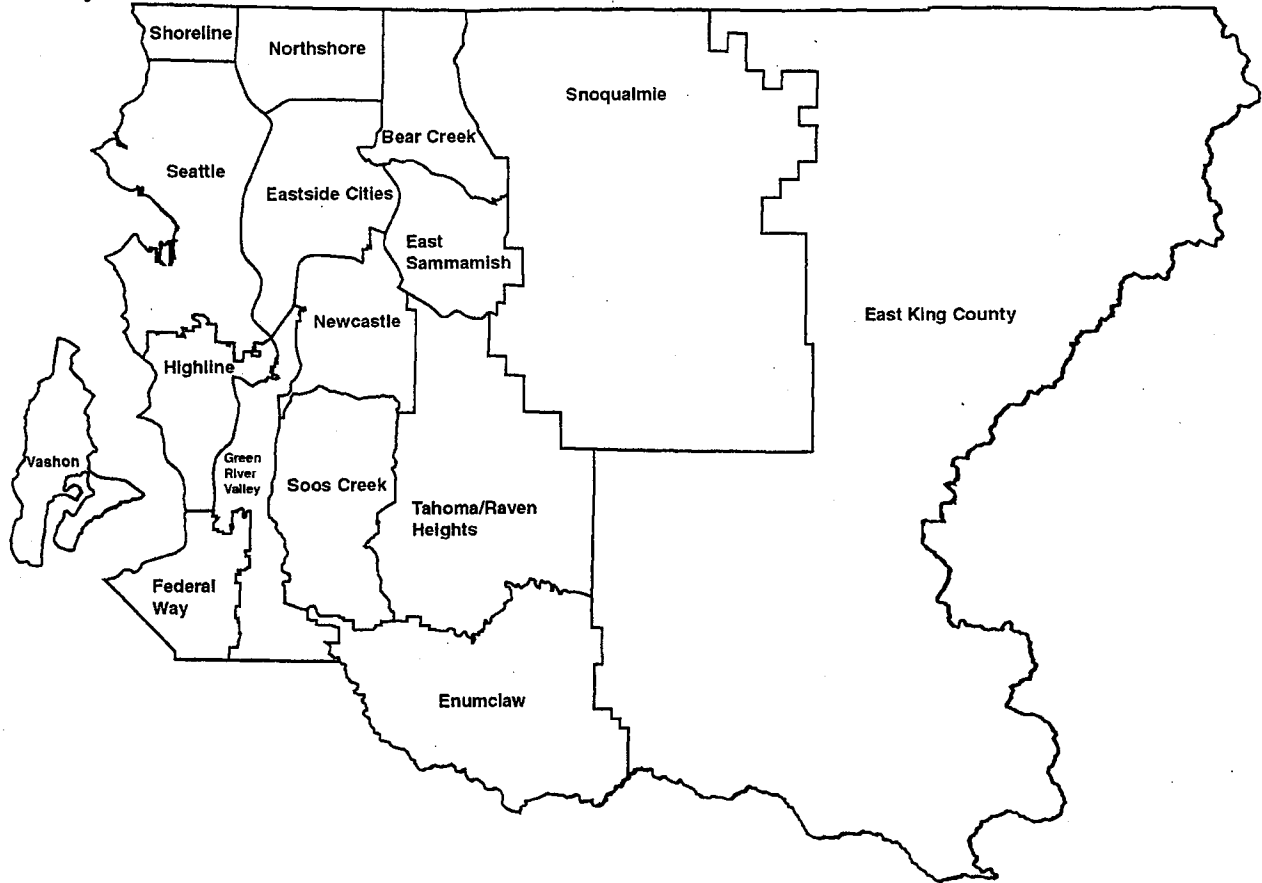 Shoreline
Northshore
Snoqualmie
Bear Creek
Seattle
Eastside Cities
East
Sammamish
East King County
Newcastle
Highline
Vashon
Green
River
Valley
Soos Creek
Tahoma/Raven
Heights
Federal
Way
Enumclaw